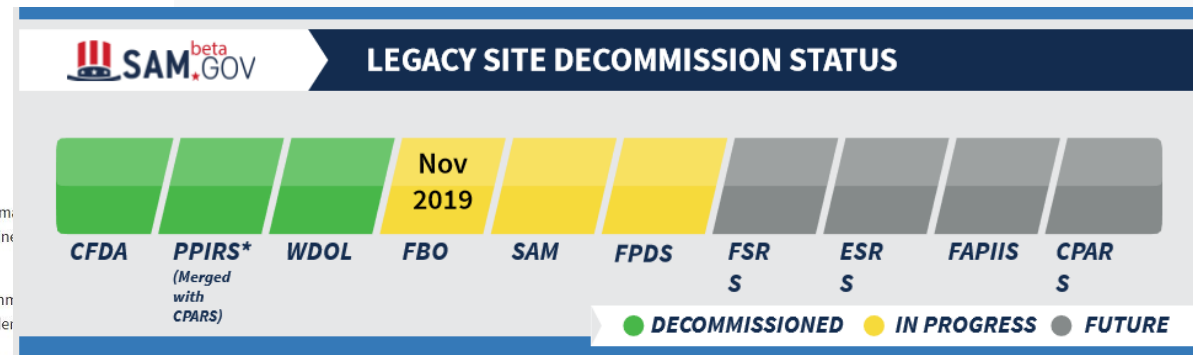 beta
SAM.GOV
LEGACY SITE DECOMMISSION STATUS
Nov
2019
CFDA PPIRS* WDOL FBO SAM FPDS FSR ESR FAPIIS CPAR
S S S
(Merged
with
CPARS)
DECOMMISSIONED IN PROGRESS FUTURE